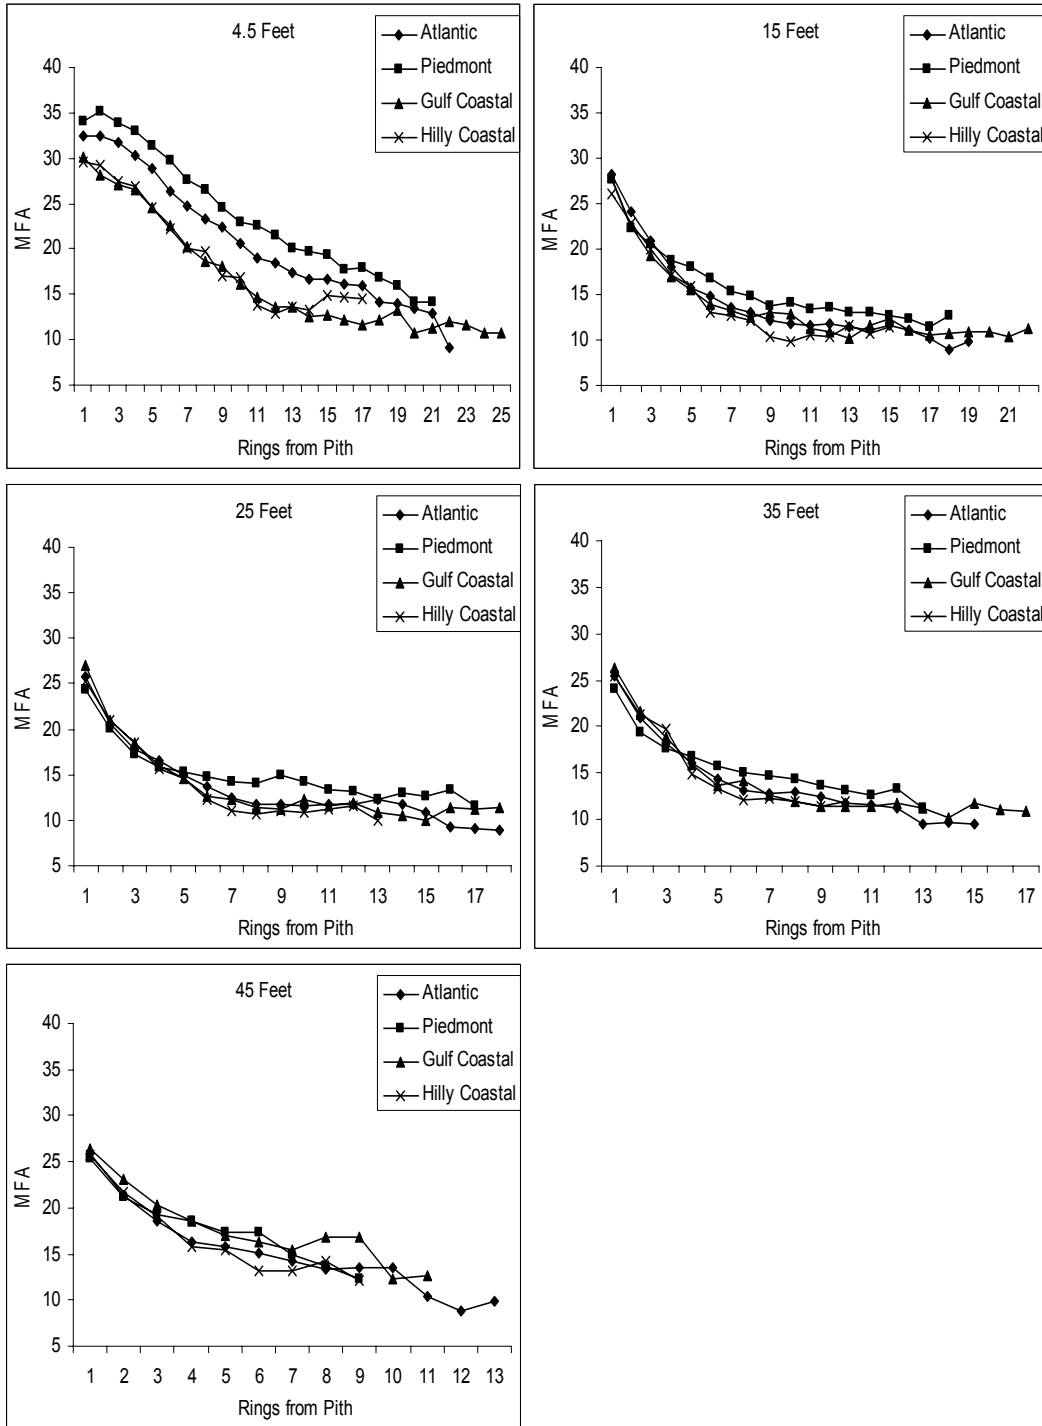 4.5 Feet
Atlantic
Piedmont
Gulf Coastal
Hilly Coastal
40
35
30
25
20
15
10
5
MFA
1 3 5 7 9 11 13 15 17 19 21 23 25
Rings from Pith
15 Feet
Atlantic
Piedmont
Gulf Coastal
Hilly Coastal
40
35
30
25
20
15
10
5
MFA
1 3 5 7 9 11 13 15 17 19 21
Rings from Pith
25 Feet
Atlantic
Piedmont
Gulf Coastal
Hilly Coastal
40
35
30
25
20
15
10
5
MFA
1 3 5 7 9 11 13 15 17
Rings from Pith
35 Feet
Atlantic
Piedmont
Gulf Coastal
Hilly Coastal
40
35
30
25
20
15
10
5
MFA
1 3 5 7 9 11 13 15 17
Rings from Pith
45 Feet
Atlantic
Piedmont
Gulf Coastal
Hilly Coastal
40
35
30
25
20
15
10
5
MFA
1 2 3 4 5 6 7 8 9 10 11 12 13
Rings from Pith